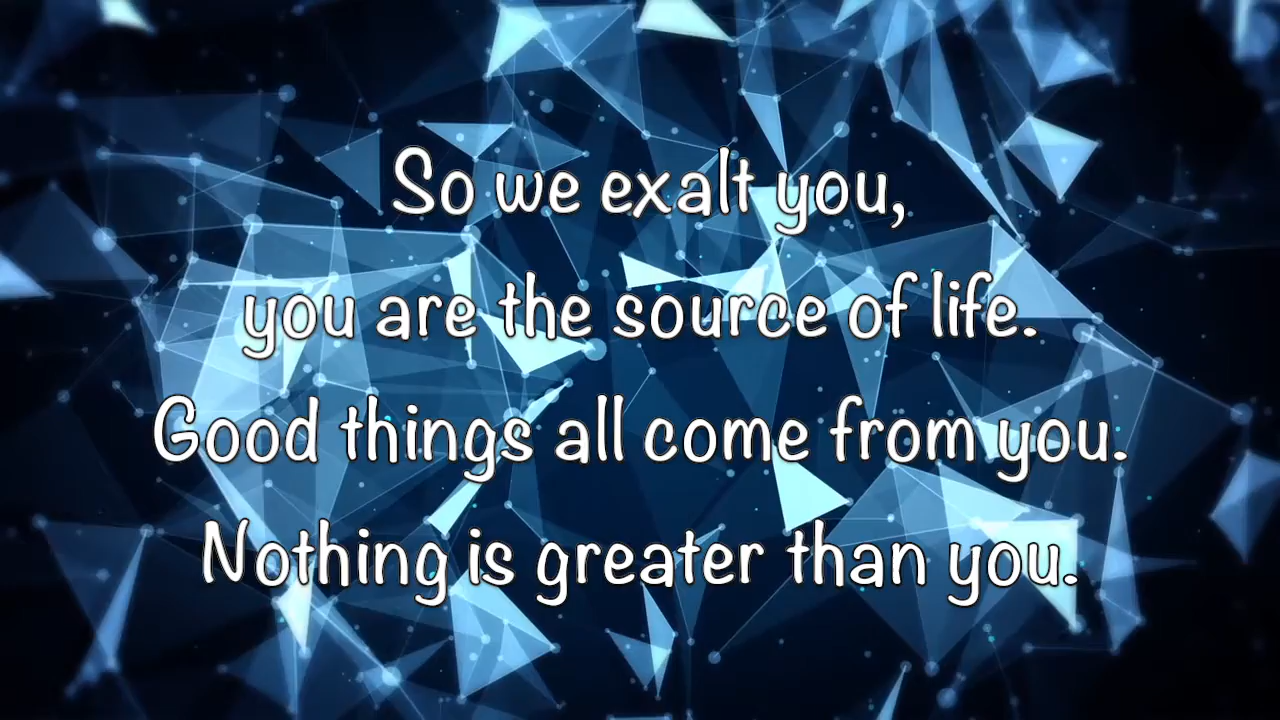 So we exalt you,
you are the source of life.
Good things all come from you.
Nothing is greater than you.